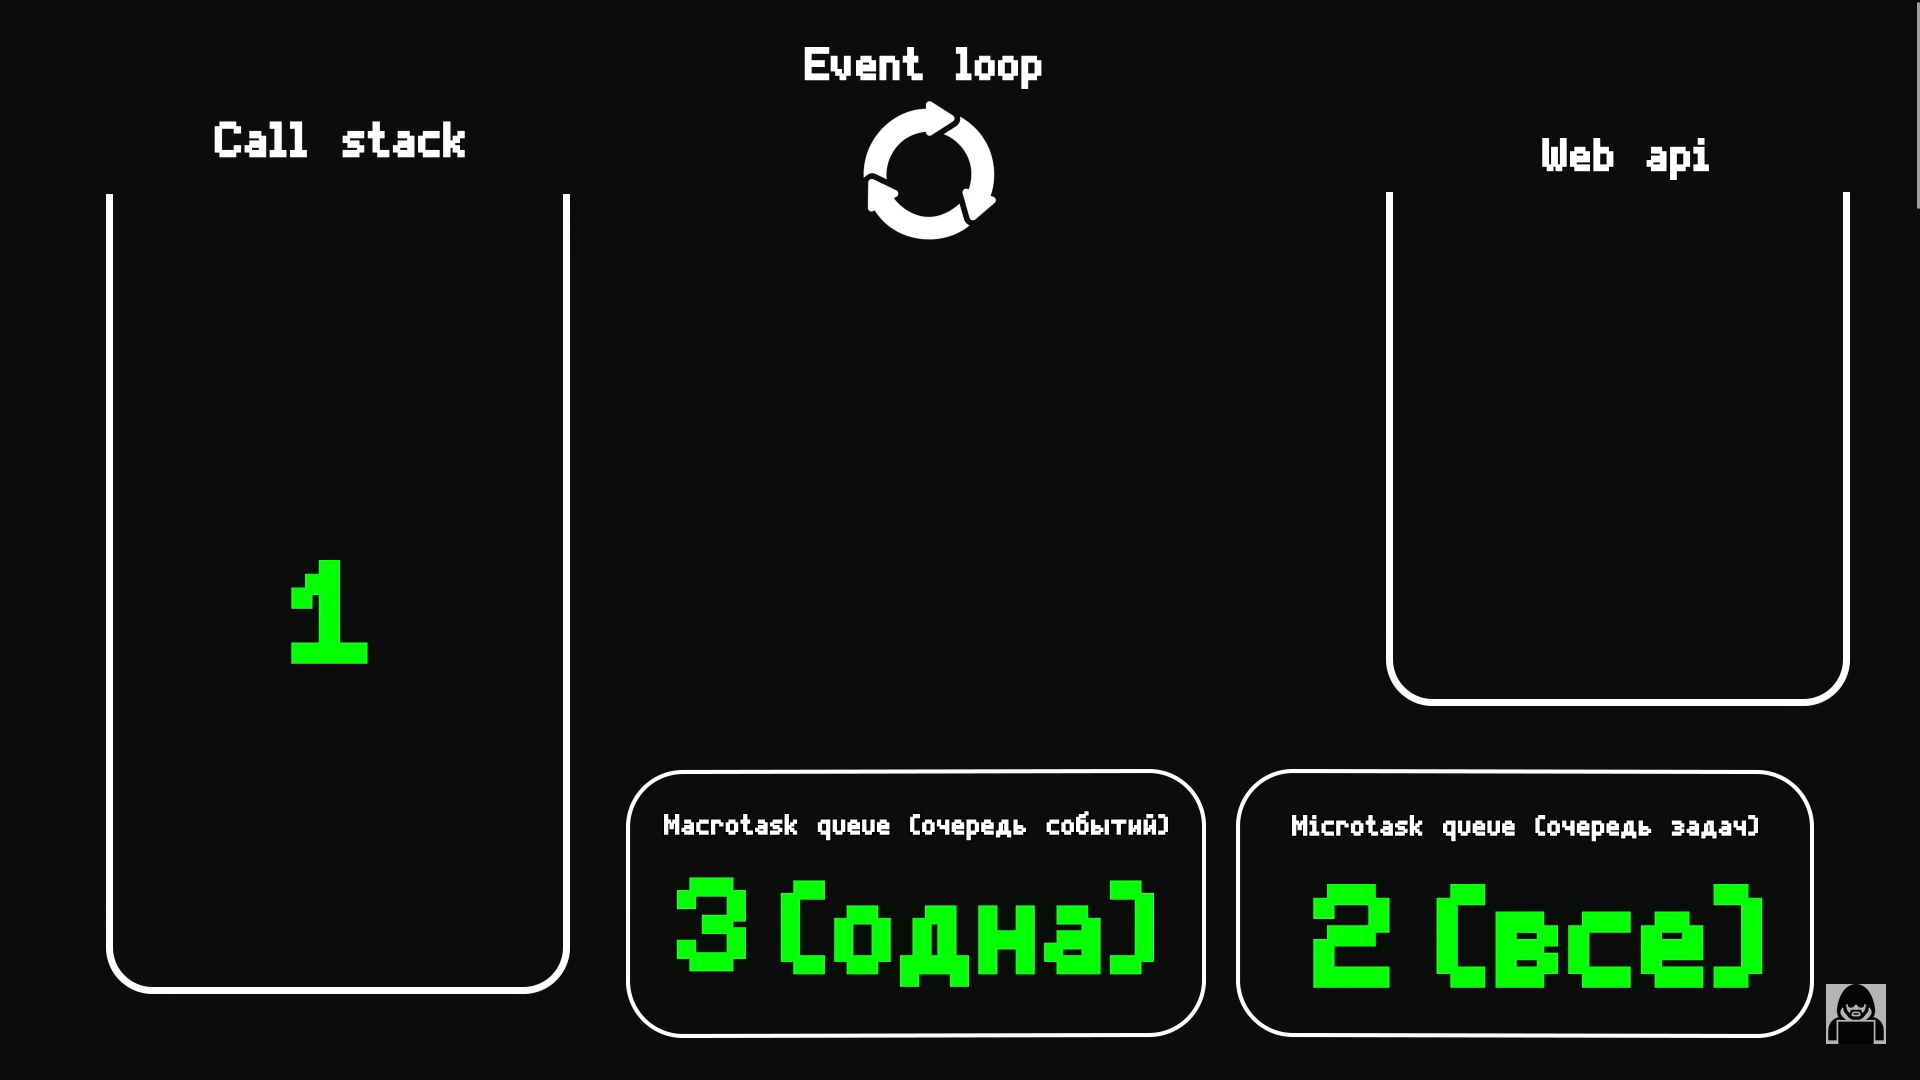 Event loop
Call stack
Web api
1
Macrotask queue (очередь событий)
3 (одна)
Microtask queue (очередь задач)
2 (все)